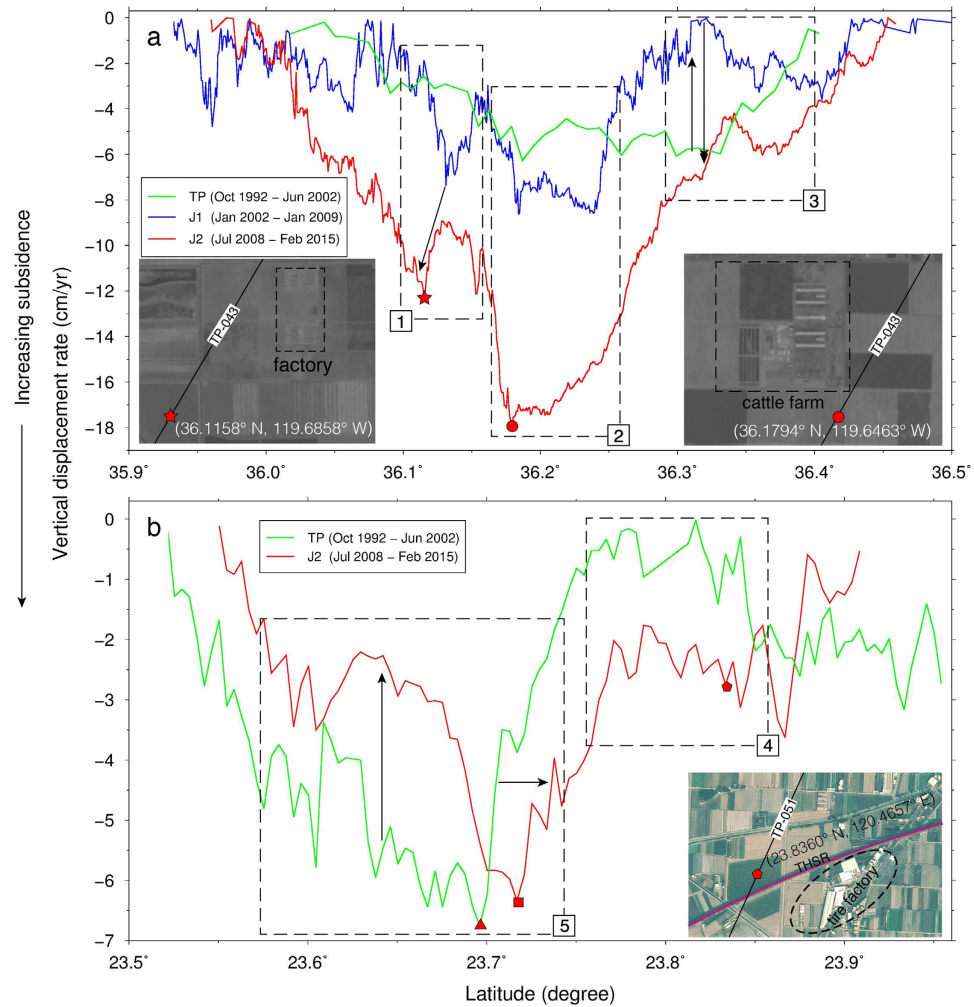 a
0
−2
−4
−6
−8
−10
−12
−14
−16
−18
TP (Oct 1992 − Jun 2002)
J1 (Jan 2002 − Jan 2009)
J2 (Jul 2008 − Feb 2015)
1
2
3
TP-043
factory
(36.1158° N, 119.6858° W)
TP-043
cattle farm
(36.1794° N, 119.6463° W)
35.9°
36.0°
36.1°
36.2°
36.3°
36.4°
36.5°
Increasing subsidence
Vertical displacement rate (cm/yr)
b
0
−1
−2
−3
−4
−5
−6
−7
TP (Oct 1992 − Jun 2002)
J2 (Jul 2008 − Feb 2015)
4
5
TP-051
(23.8360° N, 120.4657° E)
THSR
tire factory
23.5°
23.6°
23.7°
23.8°
23.9°
Latitude (degree)